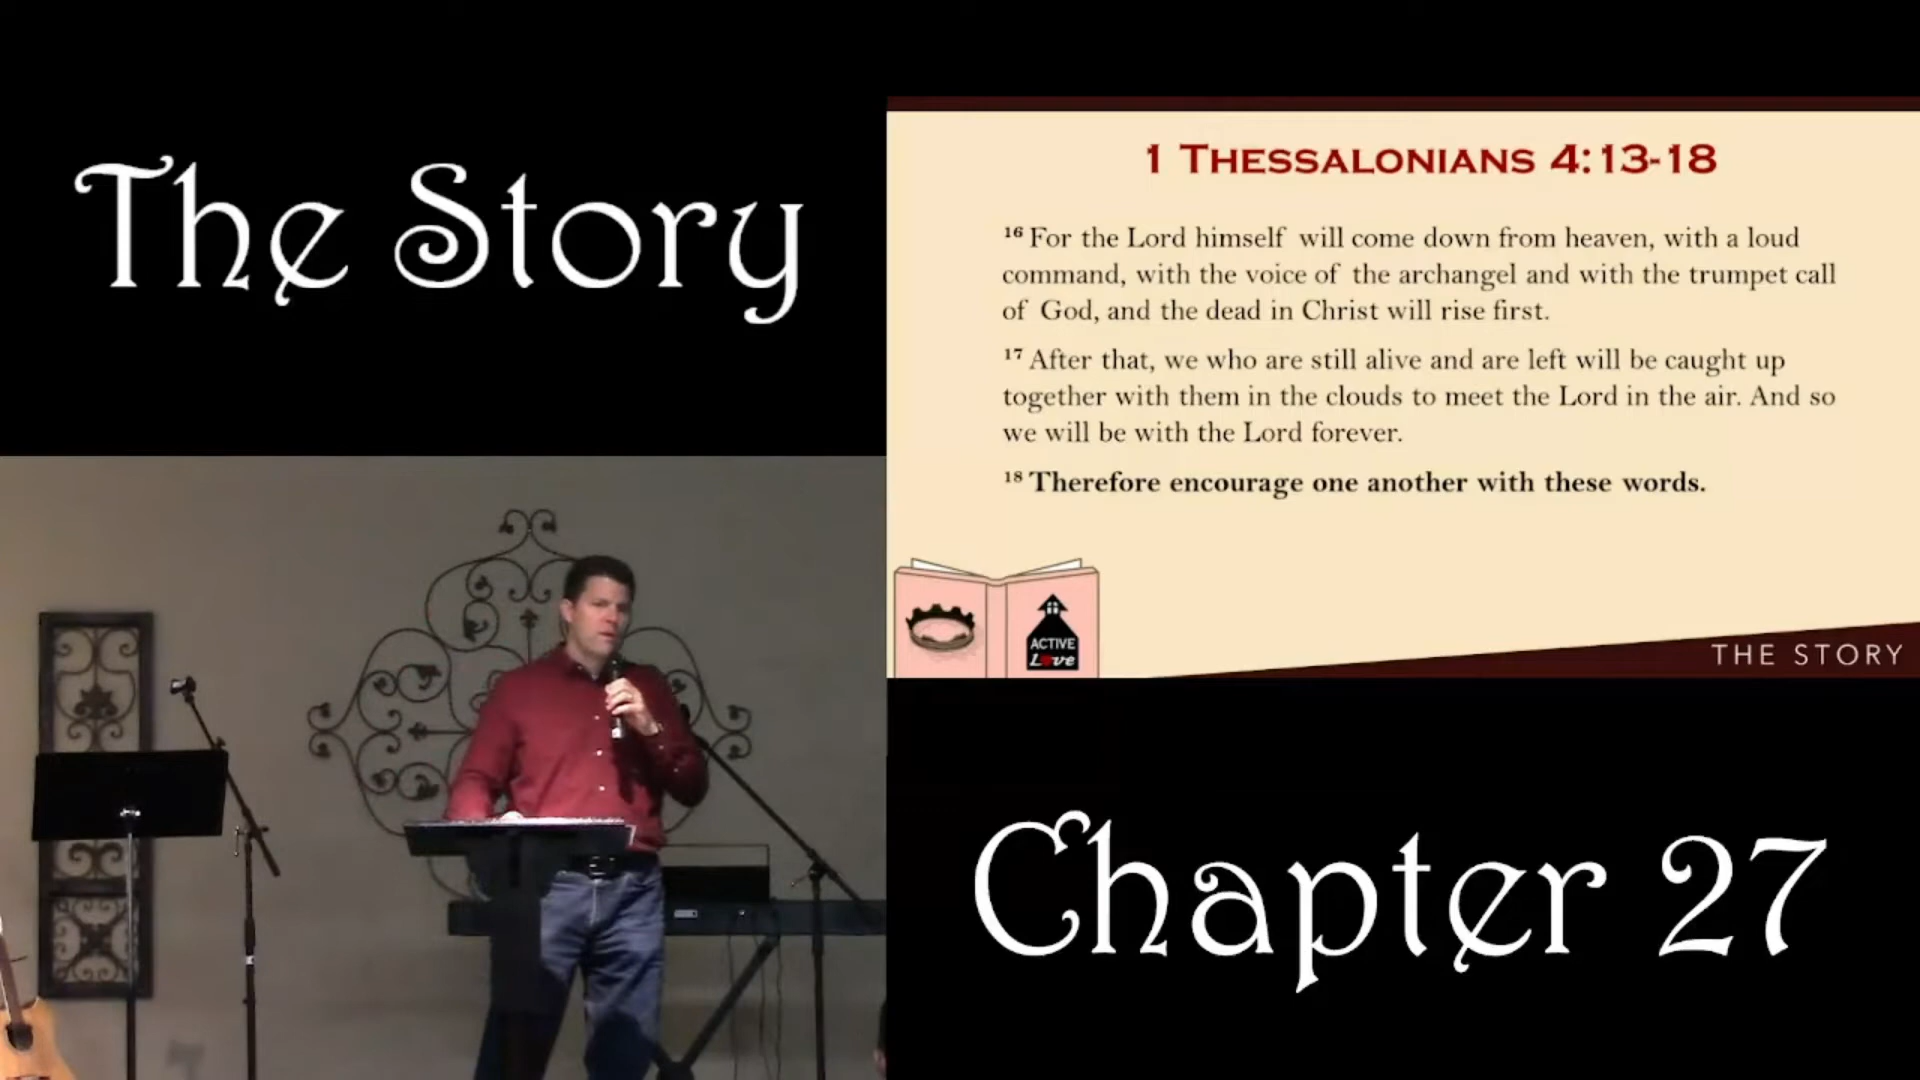 The Story
1 THESSALONIANS 4:13-18
16 For the Lord himself will come down from heaven, with a loud
command, with the voice of the archangel and with the trumpet call
of God, and the dead in Christ will rise first.
17 After that, we who are still alive and are left will be caught up
together with them in the clouds to meet the Lord in the air. And so
we will be with the Lord forever.
18 Therefore encourage one another with these words.
ACTIVE
Love
THE STORY
Chapter 27